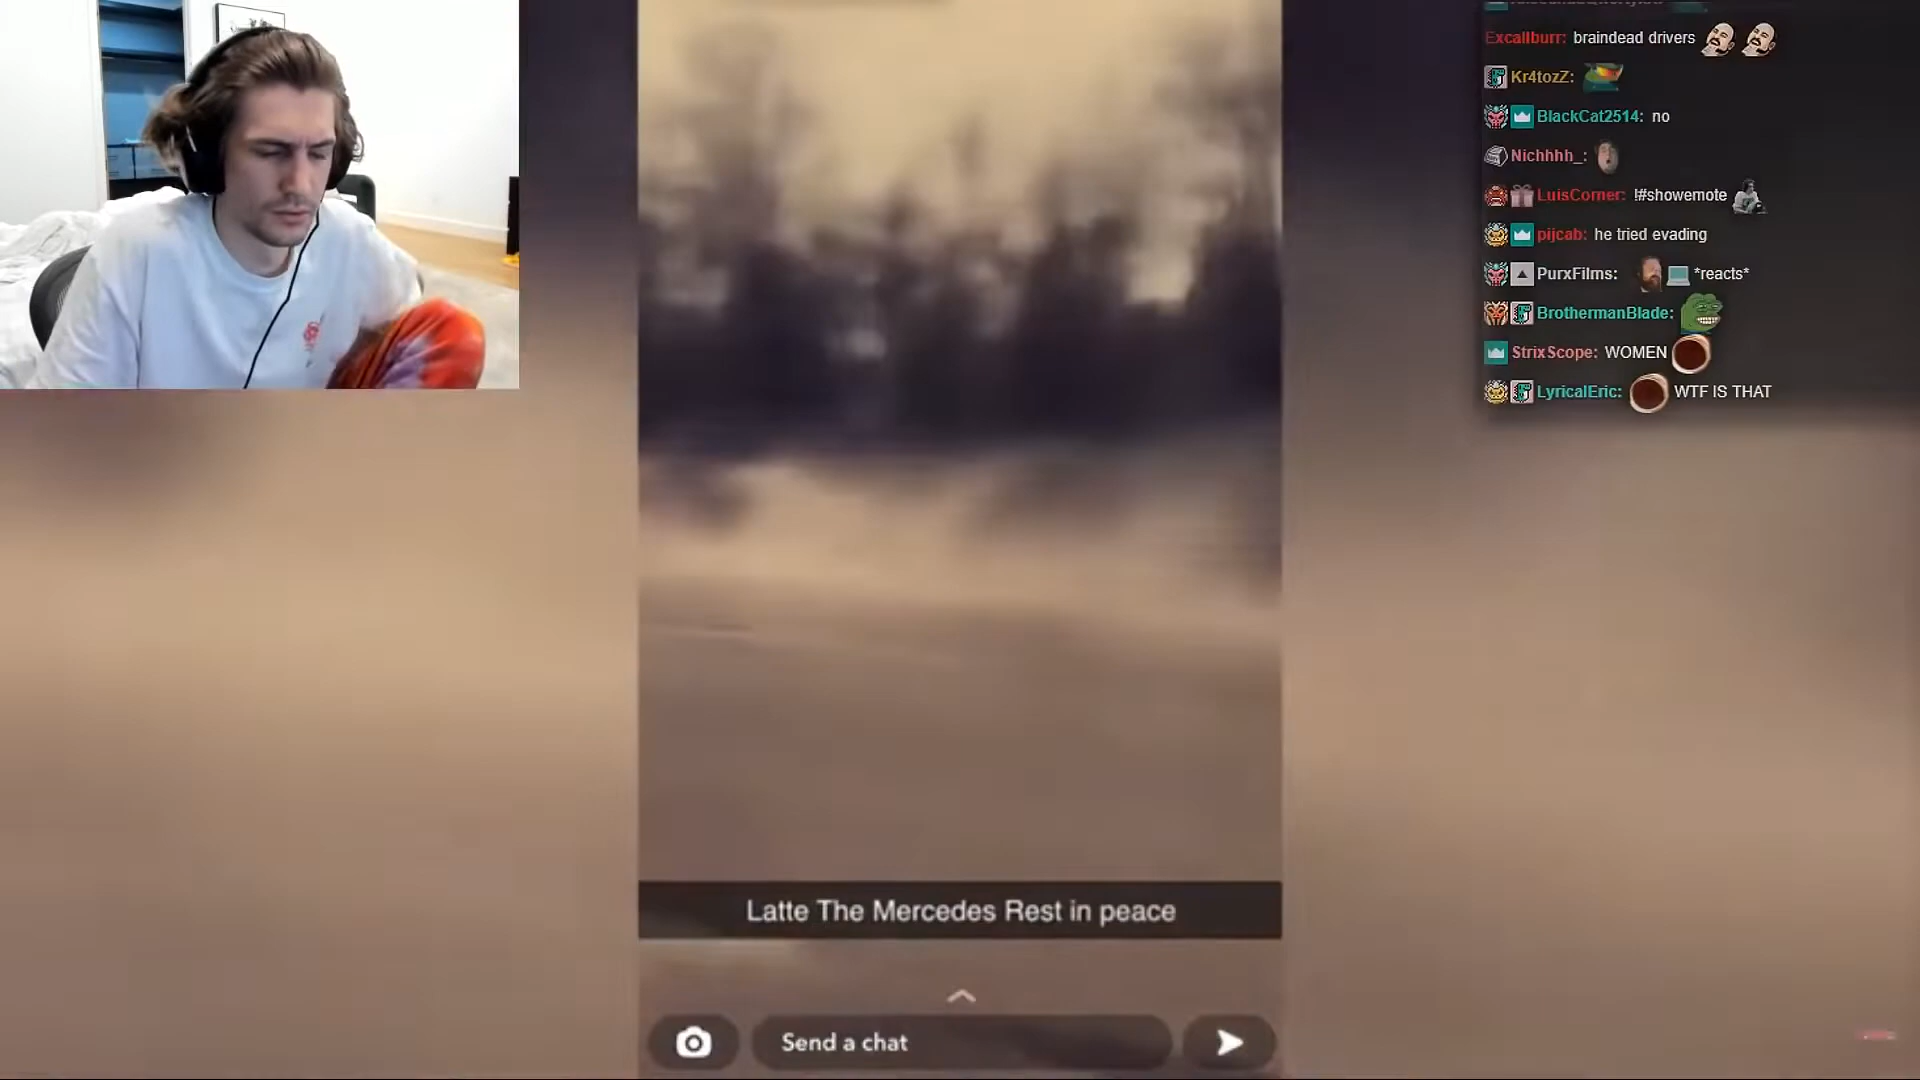 Excallburr: braindead drivers
Kr4tozZ:
BlackCat2514: no
Nichhhh_:
LuisCorner: !#showemote
pijcab: he tried evading
PurxFilms: *reacts*
BrothermanBlade:
StrixScope: WOMEN
LyricalEric: WTF IS THAT
Latte The Mercedes Rest in peace
Send a chat